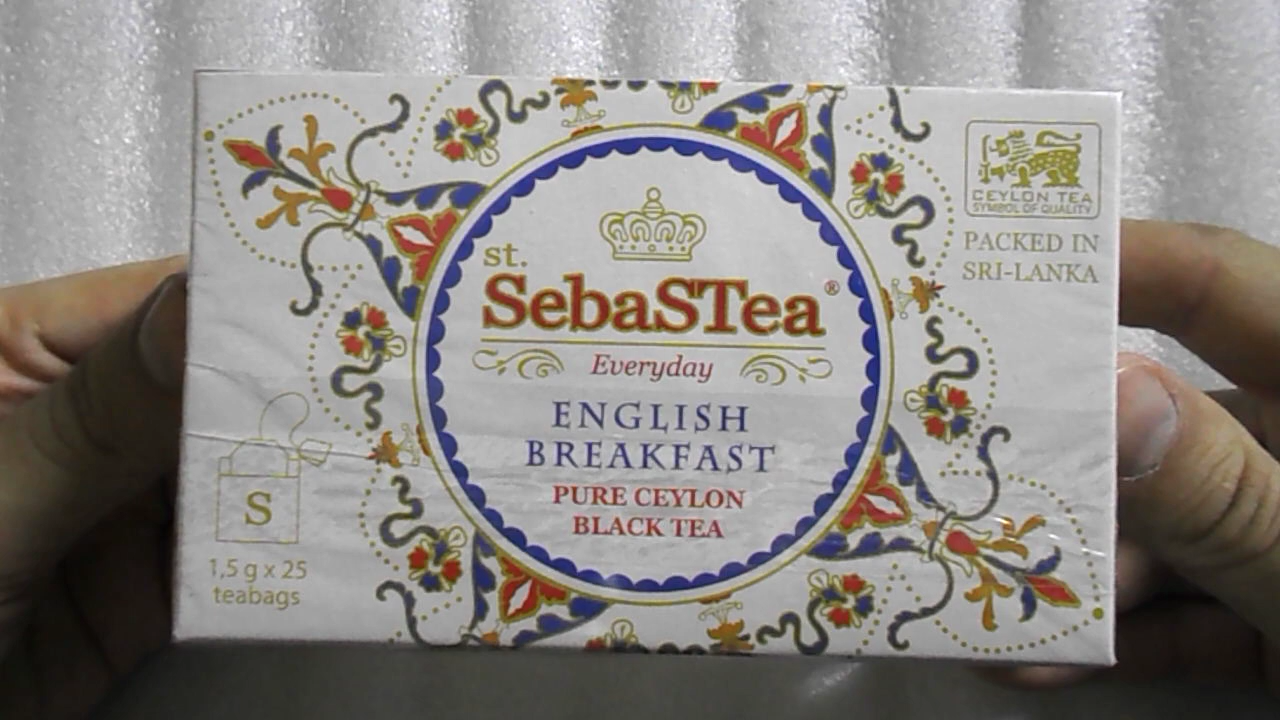 CEYLON TEA
SYMBOL OF QUALITY
PACKED IN
SRI-LANKA
st.
SebaSTea®
Everyday
ENGLISH
BREAKFAST
PURE CEYLON
BLACK TEA
S
1,5 g x 25
teabags